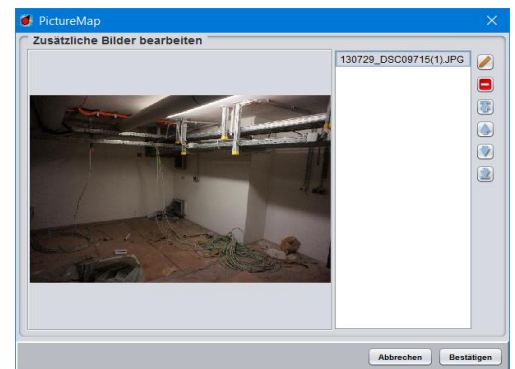 PictureMap
Zusätzliche Bilder bearbeiten
130729_DSC09715(1).JPG
Abbrechen
Bestätigen